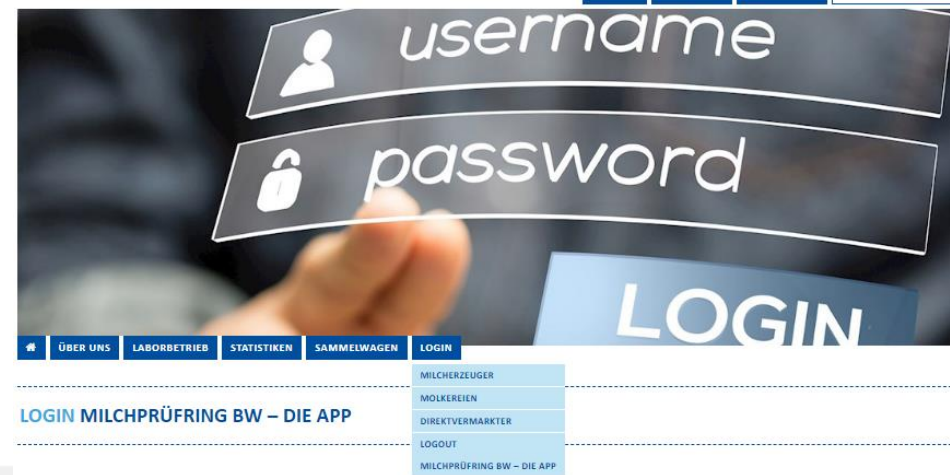 username
password
LOGIN
ÜBER UNS LABORBETRIEB STATISTIKEN SAMMELWAGEN LOGIN
MILCHERZEUGER
MOLKEREIEN
DIREKTVERMARKTER
LOGOUT
MILCHPRÜFRING BW – DIE APP
LOGIN MILCHPRÜFRING BW – DIE APP